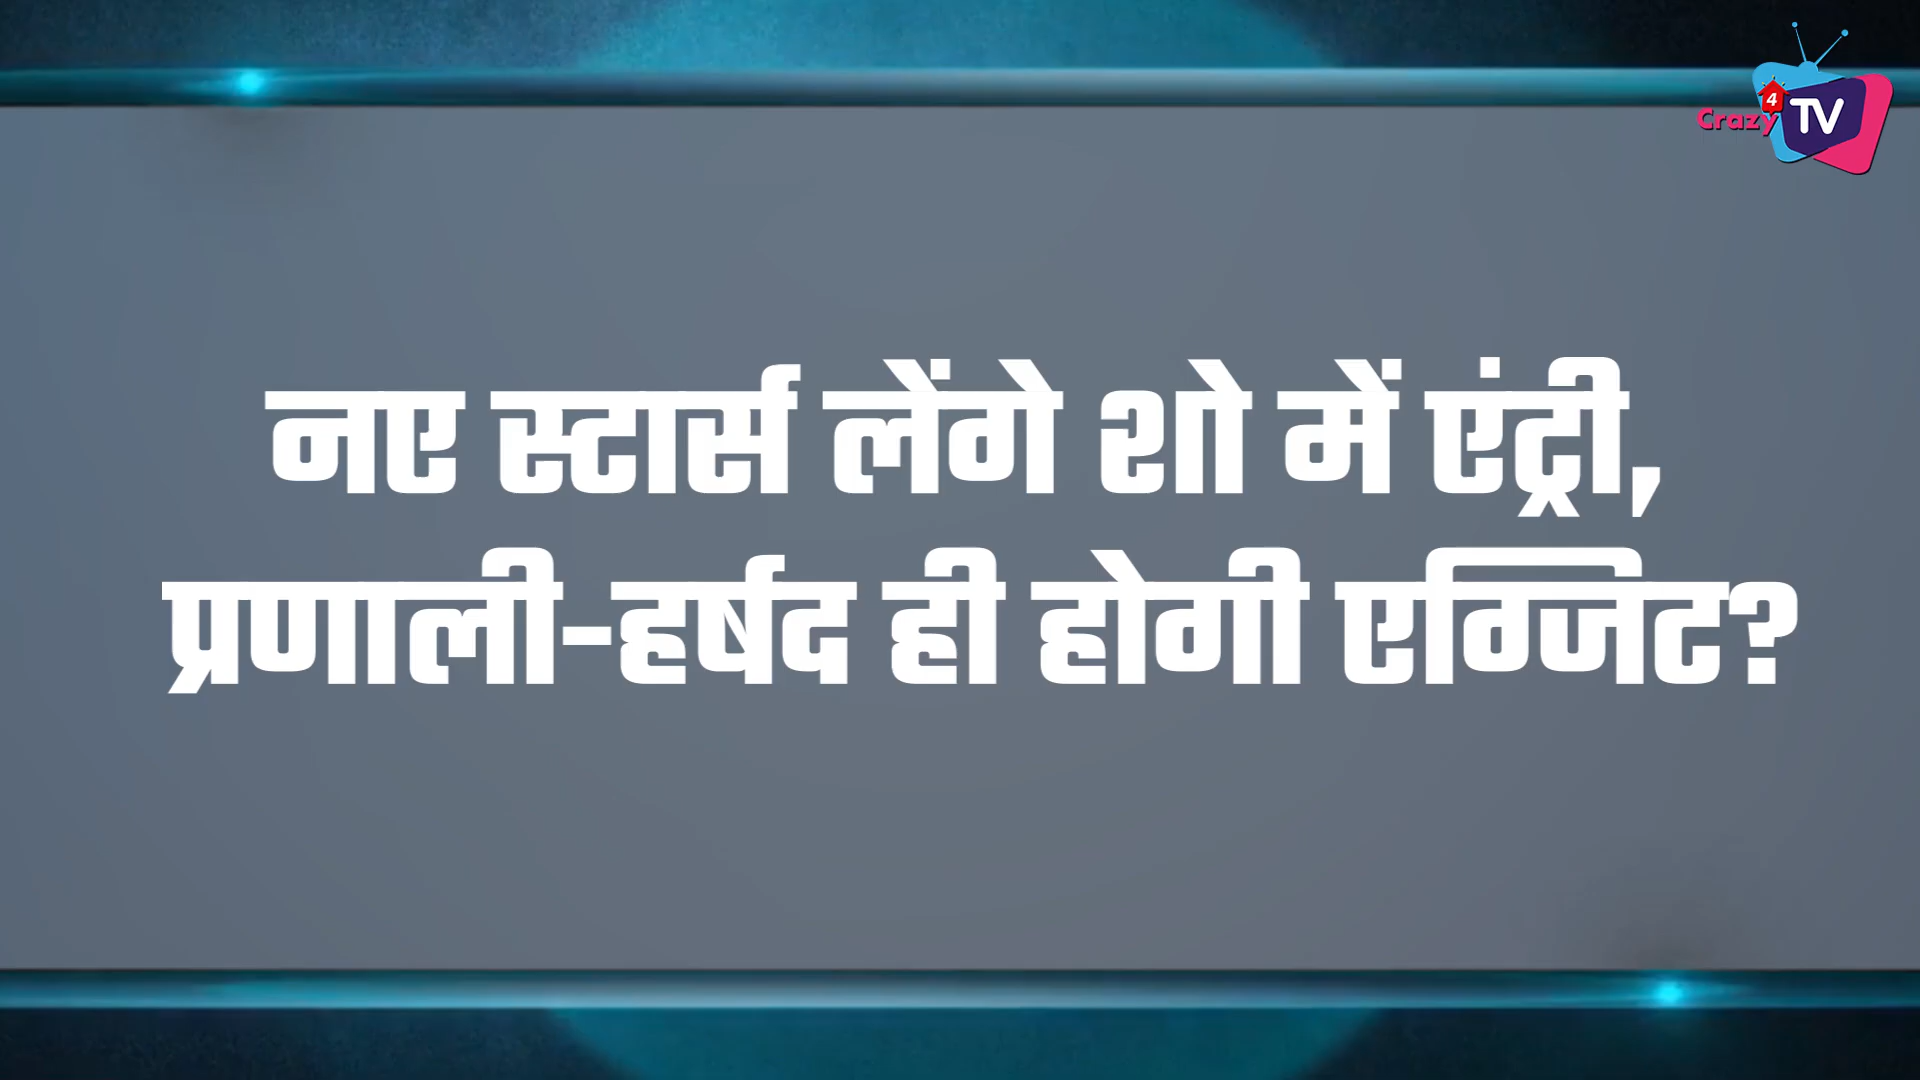 Crazy 4 TV
नए स्टार्स लेंगे शो में एंट्री,
प्रणाली-हर्षद ही होगी एग्जिट?